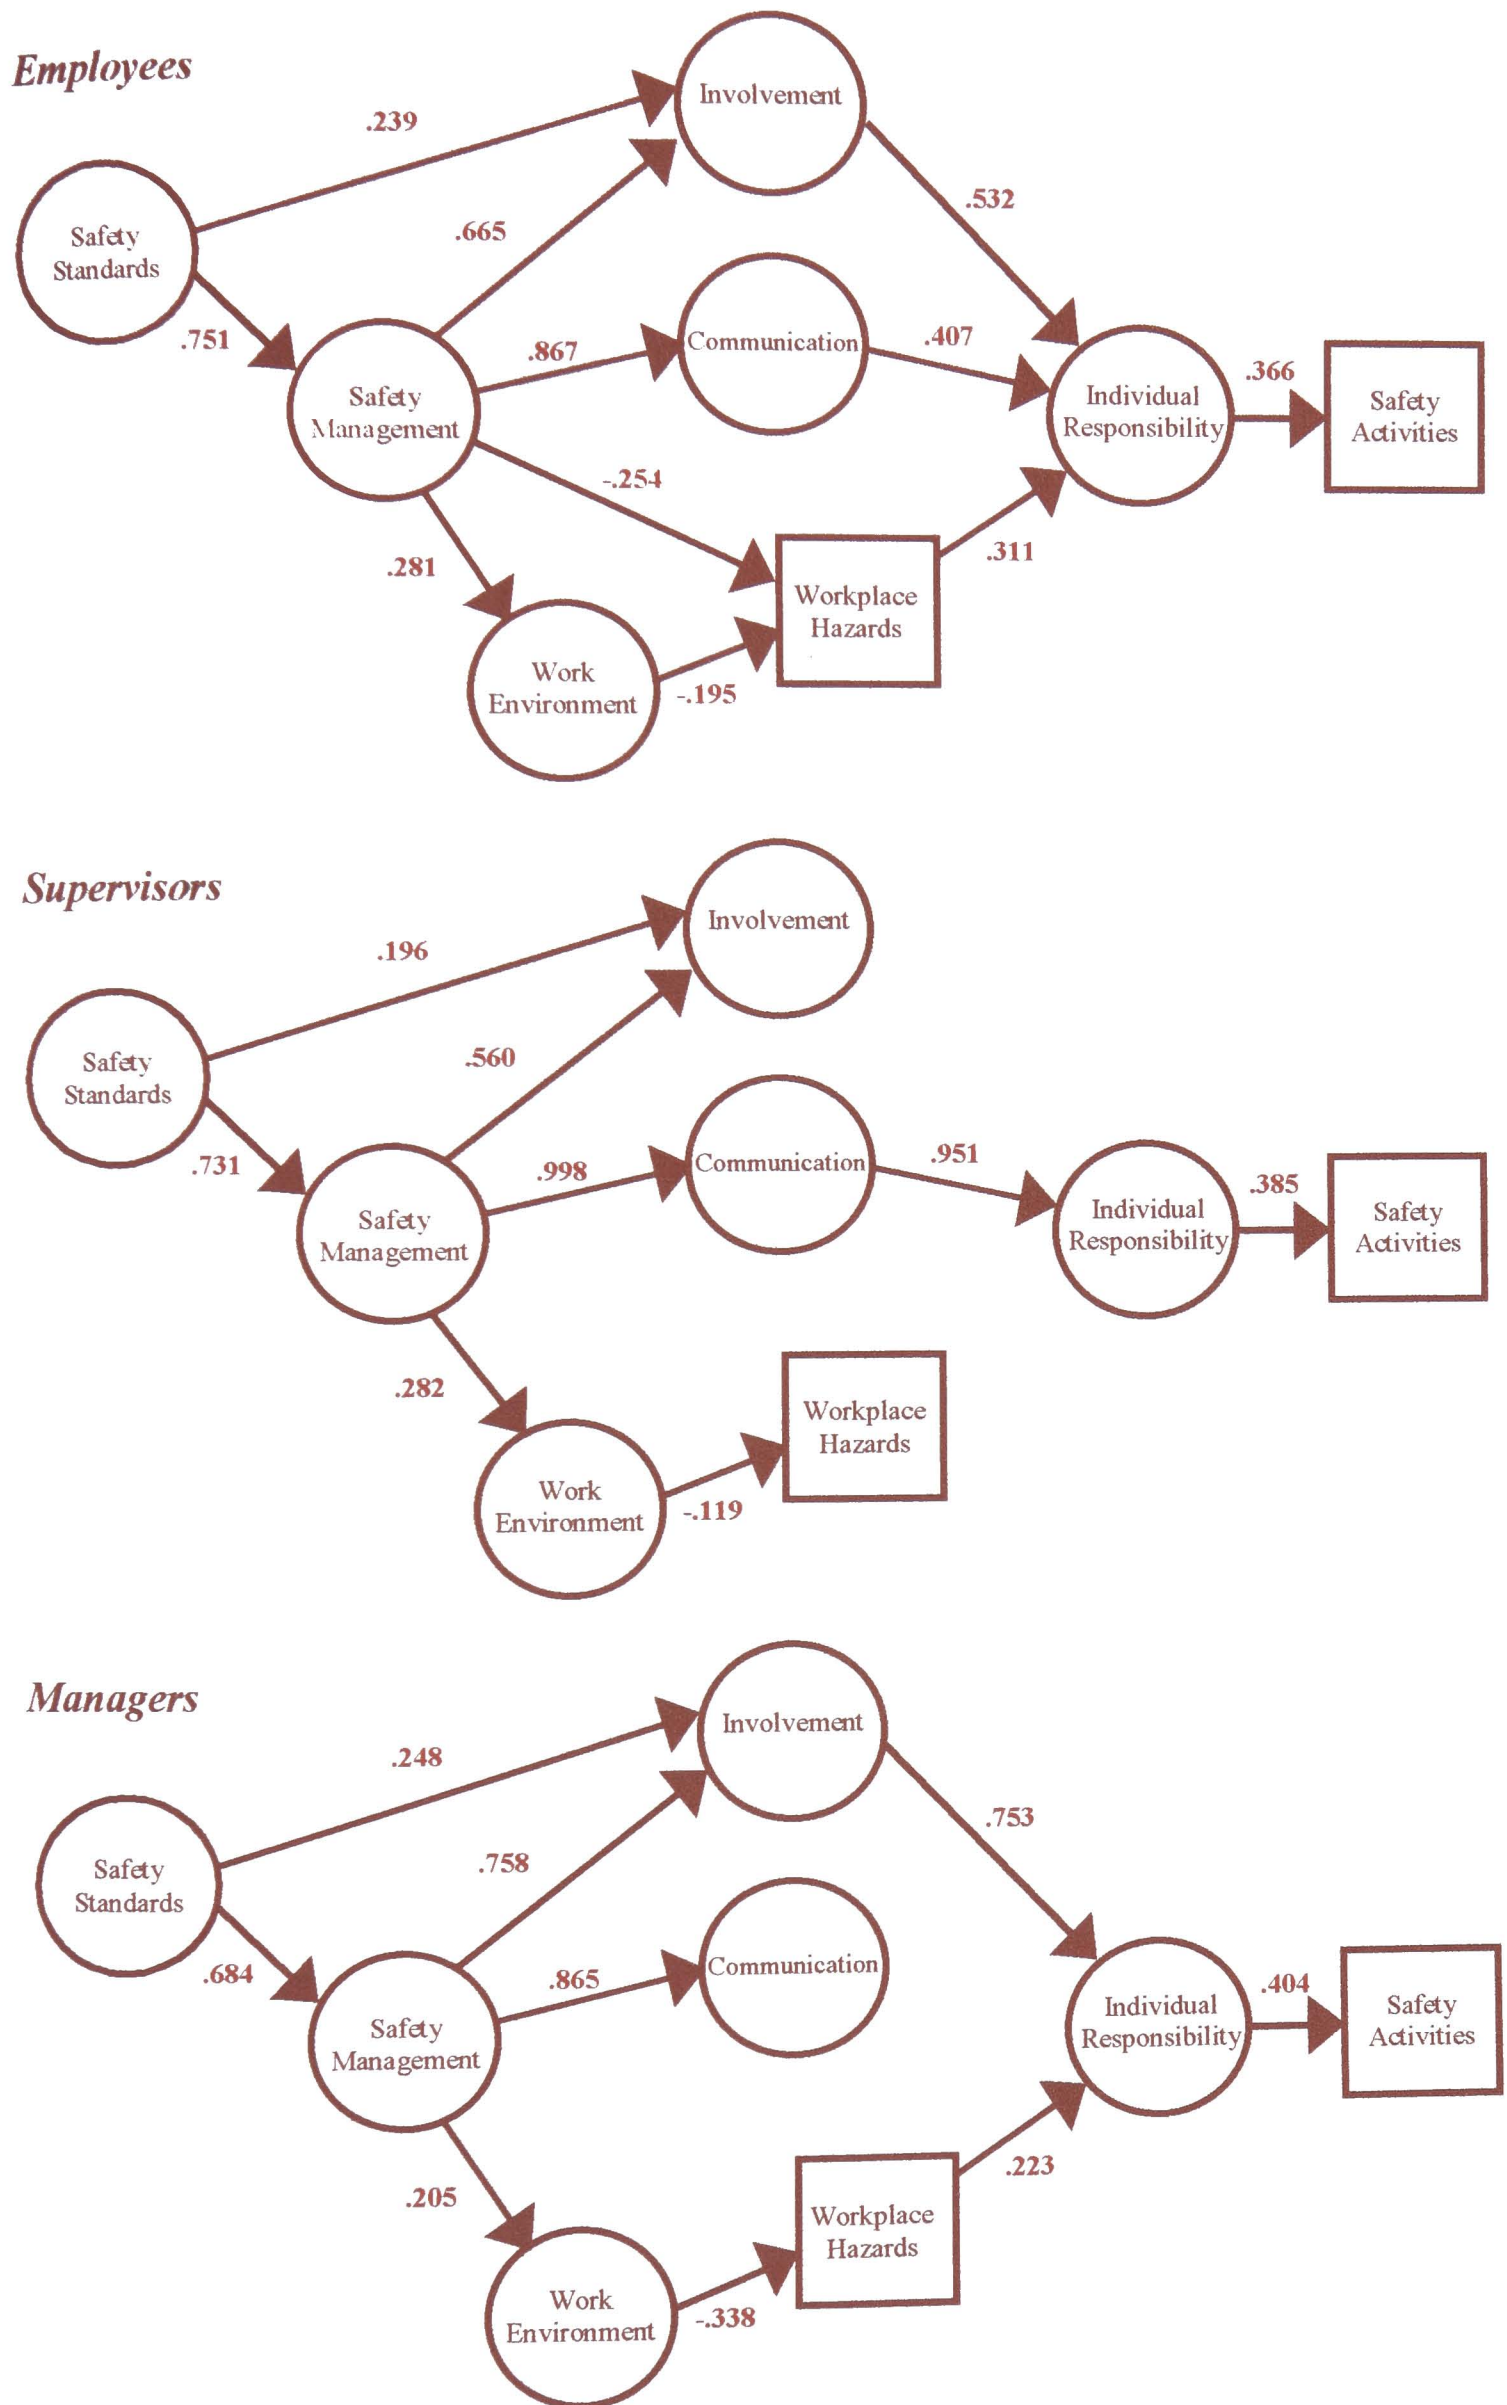 Employees
.239
Involvement
.532
Safety
Standards
.665
.751
.867
Communication
.407
Safety
Management
Individual
Responsibility
.366
Safety
Activities
-.254
.281
Workplace
Hazards
.311
Work
Environment
-.195
Supervisors
.196
Involvement
Safety
Standards
.560
.731
.998
Communication
.951
Safety
Management
Individual
Responsibility
.385
Safety
Activities
.282
Workplace
Hazards
Work
Environment
-.119
Managers
.248
Involvement
.753
Safety
Standards
.758
.684
.865
Communication
Safety
Management
Individual
Responsibility
.404
Safety
Activities
.205
Workplace
Hazards
.223
Work
Environment
-.338